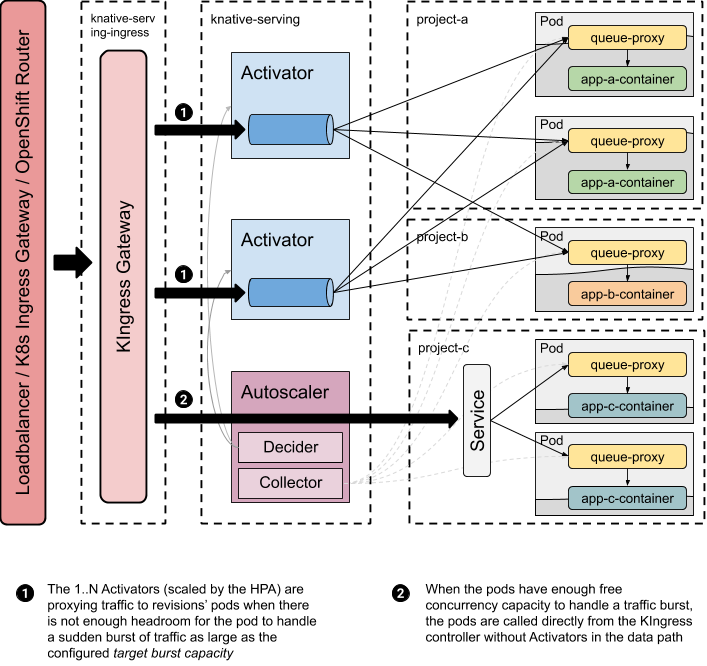 Loadbalancer / K8s Ingress Gateway / OpenShift Router
knative-serv
ing-ingress
KIngress Gateway
knative-serving
Activator
1
Activator
1
Autoscaler
2
Decider
Collector
project-a
Pod
queue-proxy
app-a-container
Pod
queue-proxy
app-a-container
project-b
Pod
queue-proxy
app-b-container
project-c
Service
Pod
queue-proxy
app-c-container
Pod
queue-proxy
app-c-container
1
The 1..N Activators (scaled by the HPA) are
proxying traffic to revisions' pods when there
is not enough headroom for the pod to handle
a sudden burst of traffic as large as the
configured target burst capacity
2
When the pods have enough free
concurrency capacity to handle a traffic burst,
the pods are called directly from the KIngress
controller without Activators in the data path